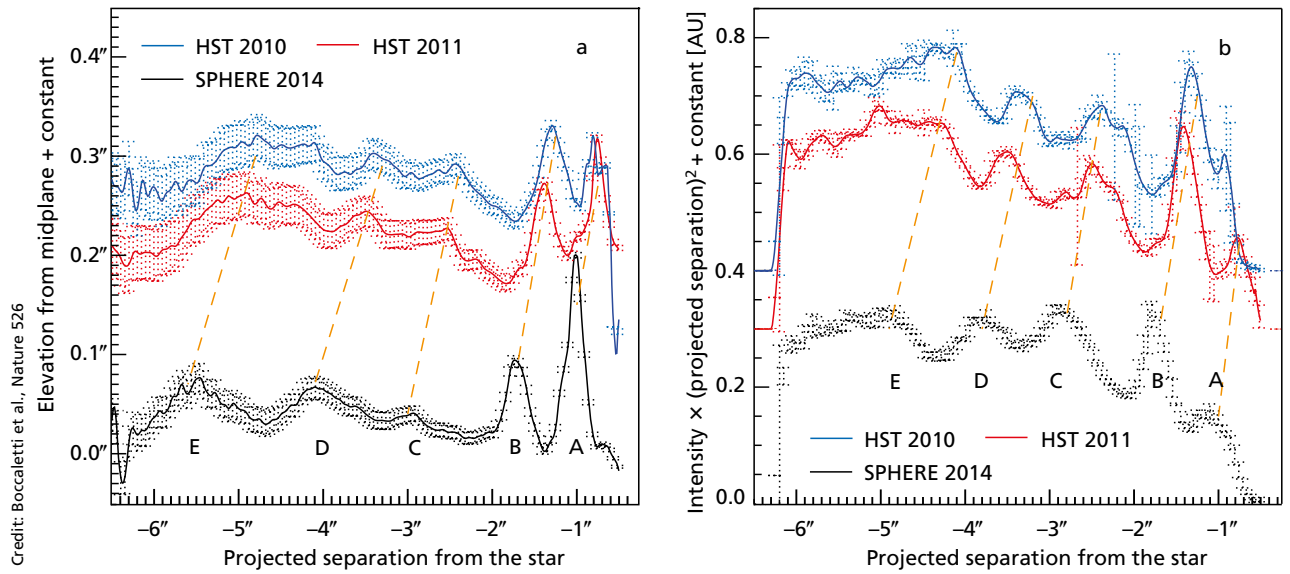 Credit: Boccaletti et al., Nature 526
Elevation from midplane + constant
0.4″
0.3″
0.2″
0.1″
0.0″
HST 2010
HST 2011
SPHERE 2014
a
E
D
C
B
A
−6″ −5″ −4″ −3″ −2″ −1″
Projected separation from the star
Intensity × (projected separation)² + constant [AU]
0.8
0.6
0.4
0.2
0.0
b
E
D
C
B
A
HST 2010
HST 2011
SPHERE 2014
−6″ −5″ −4″ −3″ −2″ −1″
Projected separation from the star